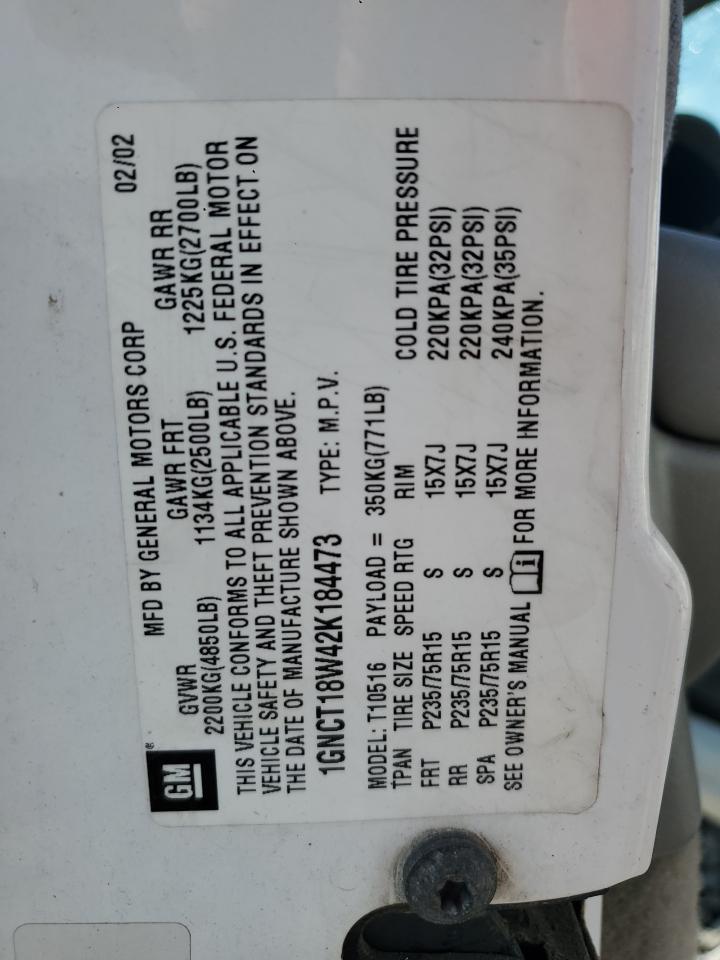 GM®
MFD BY GENERAL MOTORS CORP 02/02
GVWR GAWR FRT GAWR RR
2200KG(4850LB) 1134KG(2500LB) 1225KG(2700LB)
THIS VEHICLE CONFORMS TO ALL APPLICABLE U.S. FEDERAL MOTOR
VEHICLE SAFETY AND THEFT PREVENTION STANDARDS IN EFFECT ON
THE DATE OF MANUFACTURE SHOWN ABOVE.
1GNCT18W42K184473 TYPE: M.P.V.
MODEL: T10516 PAYLOAD = 350KG(771LB)
TPAN TIRE SIZE SPEED RTG RIM COLD TIRE PRESSURE
FRT P235/75R15 S 15X7J 220KPA(32PSI)
RR P235/75R15 S 15X7J 220KPA(32PSI)
SPA P235/75R15 S 15X7J 240KPA(35PSI)
SEE OWNER'S MANUAL FOR MORE INFORMATION.